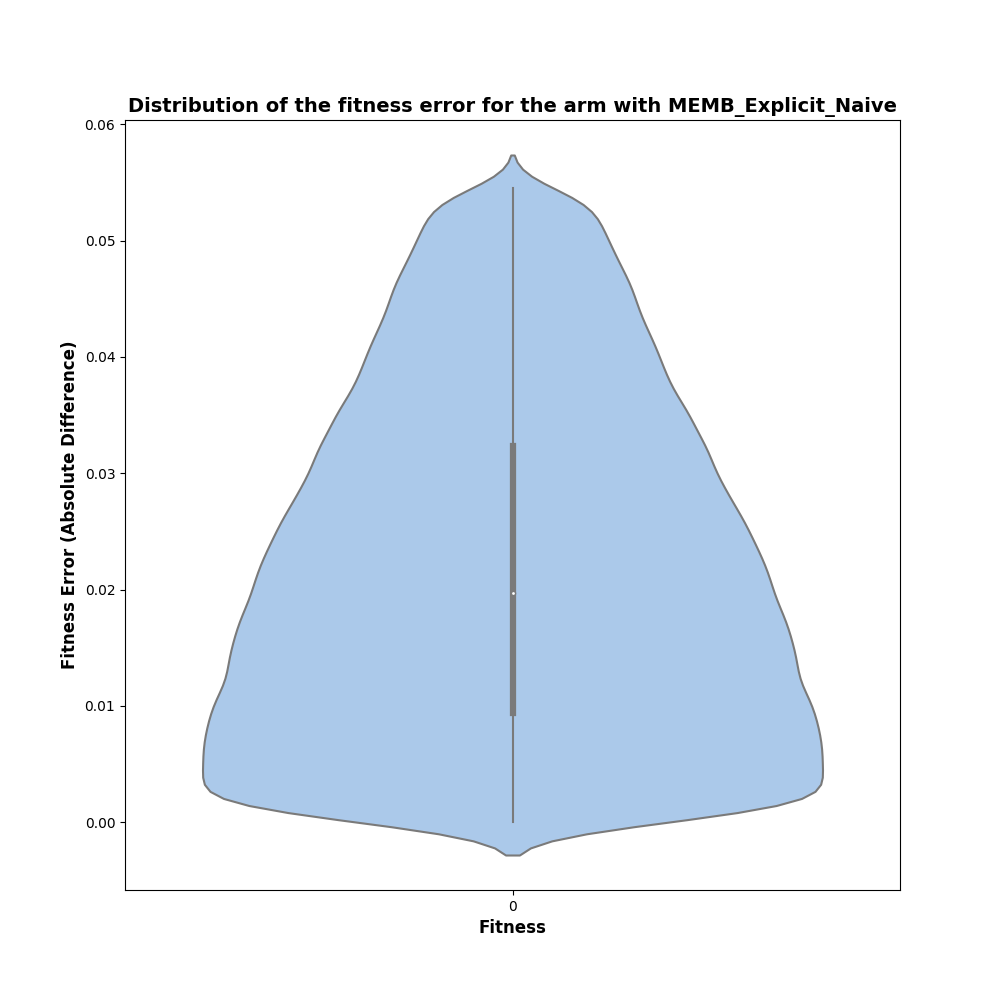 Distribution of the fitness error for the arm with MEMB_Explicit_Naive
0.06
0.05
0.04
0.03
0.02
0.01
0.00
Fitness Error (Absolute Difference)
0
Fitness